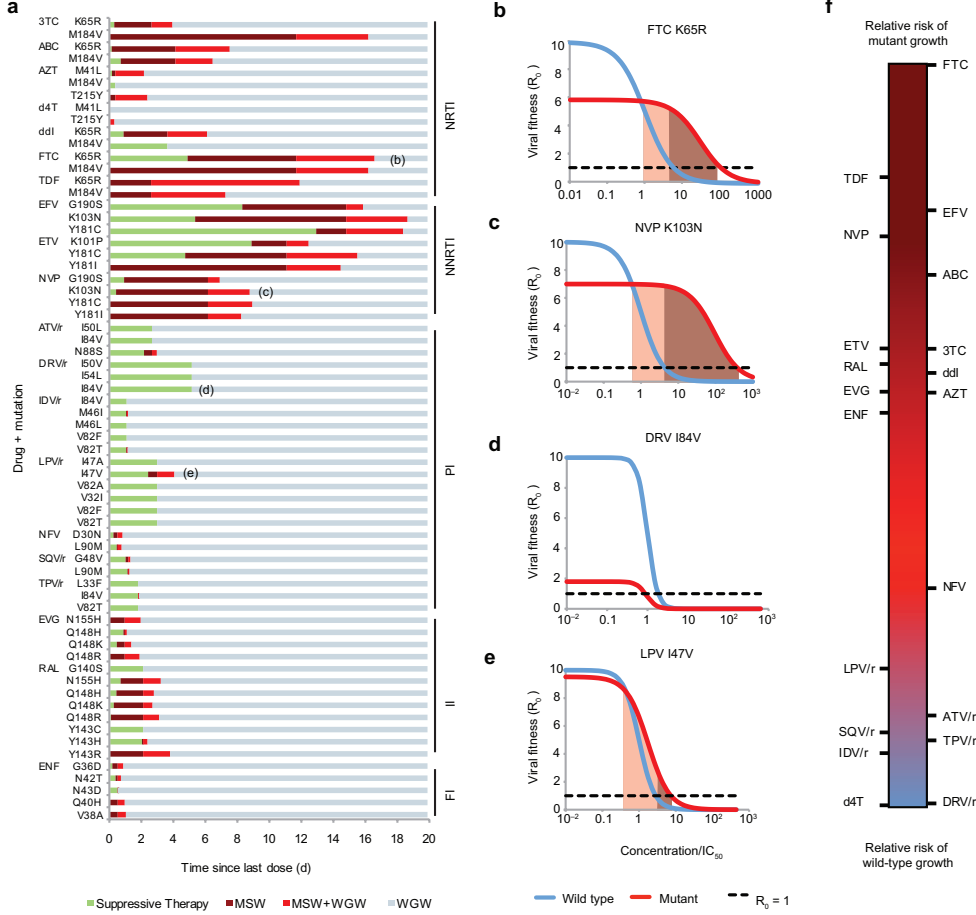 a
3TC K65R
M184V
ABC K65R
M184V
AZT M41L
M184V
T215Y
d4T M41L
T215Y
ddI K65R
M184V
FTC K65R (b)
M184V
TDF K65R
M184V
EFV G190S
K103N
Y181C
ETV K101P
Y181C
Y181I
NVP G190S
K103N (c)
Y181C
Y181I
ATV/r I50L
I84V
N88S
DRV/r I50V
I54L
I84V (d)
IDV/r I84V
M46I
M46L
V82F
V82T
LPV/r I47A
I47V (e)
V82A
V32I
V82F
V82T
NFV D30N
L90M
SQV/r G48V
L90M
TPV/r L33F
I84V
V82T
EVG N155H
Q148H
Q148K
Q148R
RAL G140S
N155H
Q148H
Q148K
Q148R
Y143C
Y143H
Y143R
ENF G36D
N42T
N43D
Q40H
V38A
NRTI
NNRTI
PI
II
FI
Drug + mutation
0 2 4 6 8 10 12 14 16 18 20
Time since last dose (d)
Suppressive Therapy MSW MSW+WGW WGW
b
FTC K65R
Viral fitness (R0)
10
8
6
4
2
0
0.01 0.1 1 10 100 1000
c
NVP K103N
Viral fitness (R0)
10
8
6
4
2
0
10−2 0.1 1 10 10² 10³
d
DRV I84V
Viral fitness (R0)
10
8
6
4
2
0
10−2 0.1 1 10 10² 10³
e
LPV I47V
Viral fitness (R0)
10
8
6
4
2
0
10−2 0.1 1 10 10² 10³
Concentration/IC50
Wild type Mutant R0 = 1
f
Relative risk of
mutant growth
FTC
TDF
EFV
NVP
ABC
ETV
3TC
RAL
ddI
EVG
AZT
ENF
NFV
LPV/r
ATV/r
SQV/r
TPV/r
IDV/r
d4T
DRV/r
Relative risk of
wild-type growth